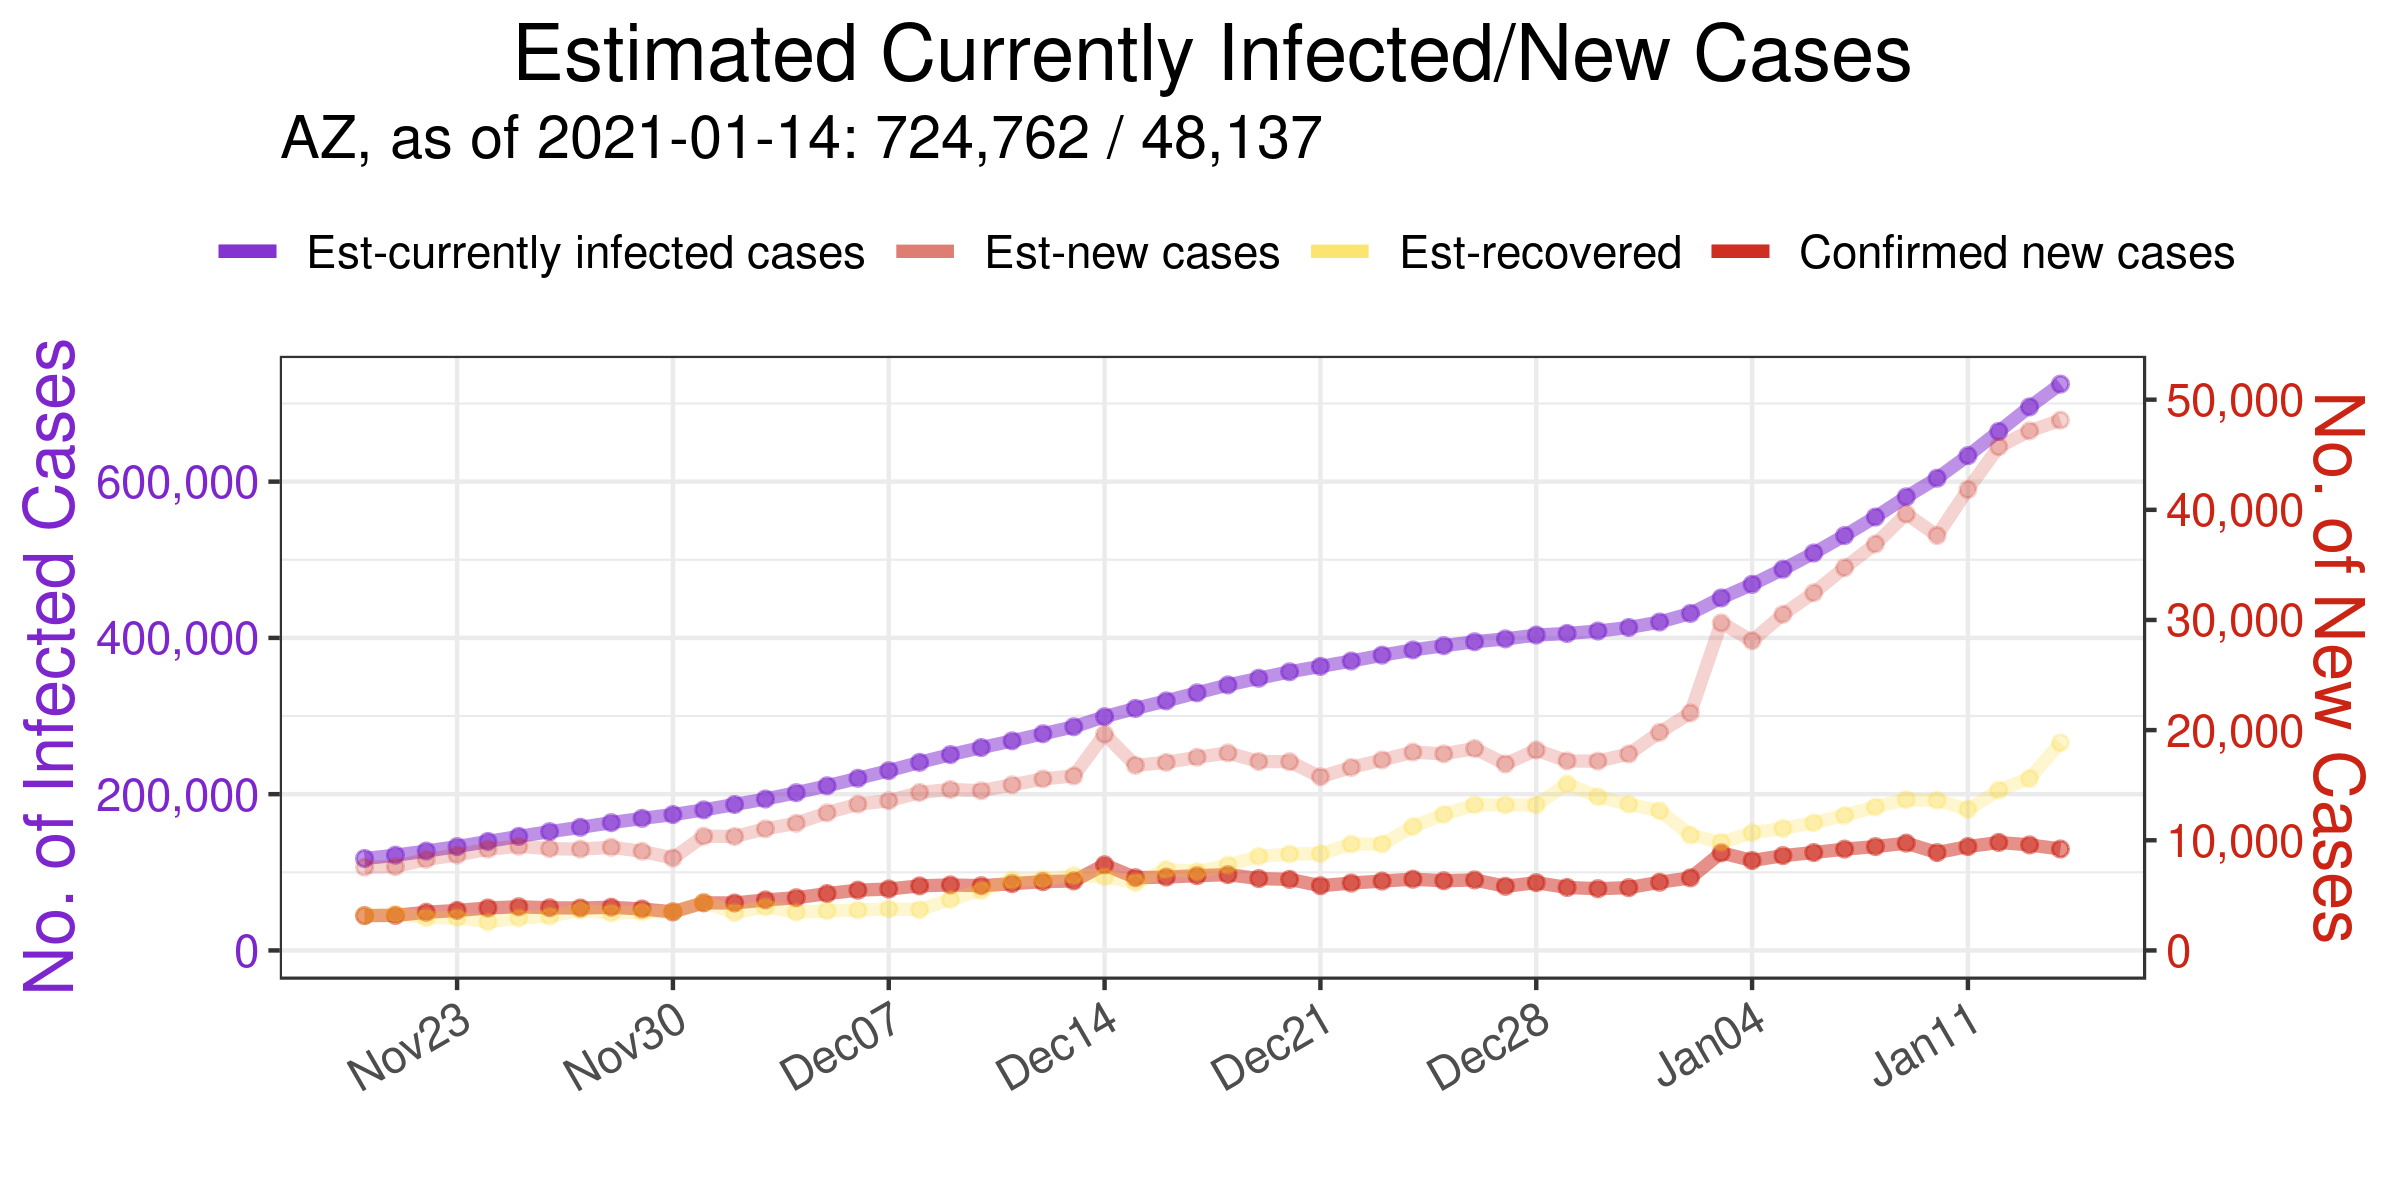 Estimated Currently Infected/New Cases
AZ, as of 2021-01-14: 724,762 / 48,137
Est-currently infected cases Est-new cases Est-recovered Confirmed new cases
No. of Infected Cases
600,000
400,000
200,000
0
50,000
40,000
30,000
20,000
10,000
0
No. of New Cases
Nov23 Nov30 Dec07 Dec14 Dec21 Dec28 Jan04 Jan11